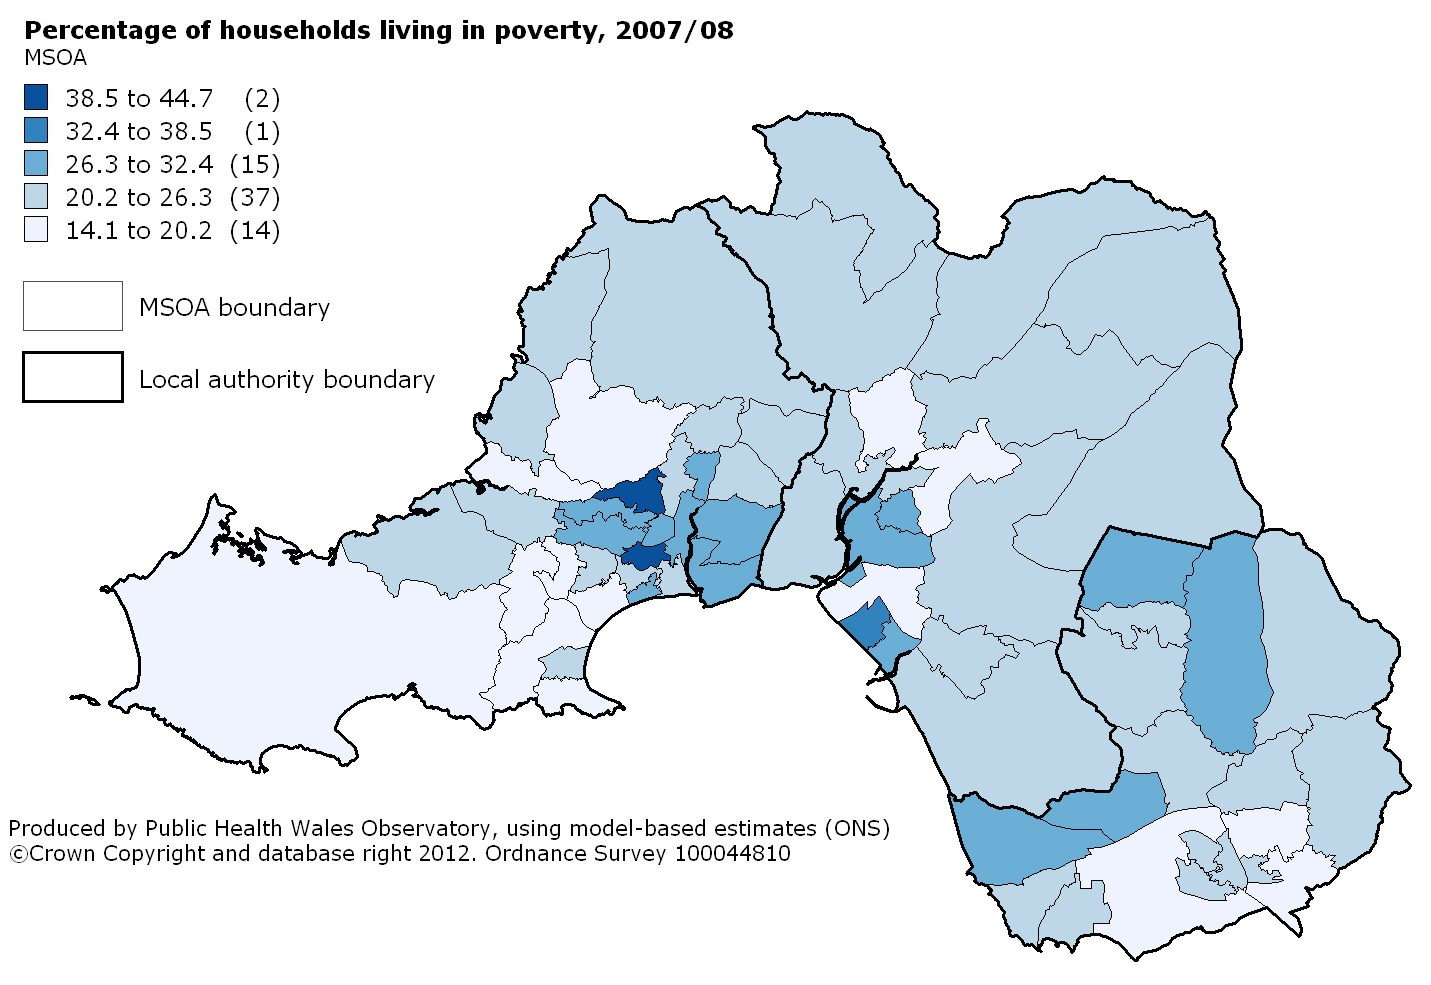 Percentage of households living in poverty, 2007/08
MSOA
38.5 to 44.7 (2)
32.4 to 38.5 (1)
26.3 to 32.4 (15)
20.2 to 26.3 (37)
14.1 to 20.2 (14)
MSOA boundary
Local authority boundary
Produced by Public Health Wales Observatory, using model-based estimates (ONS)
©Crown Copyright and database right 2012. Ordnance Survey 100044810